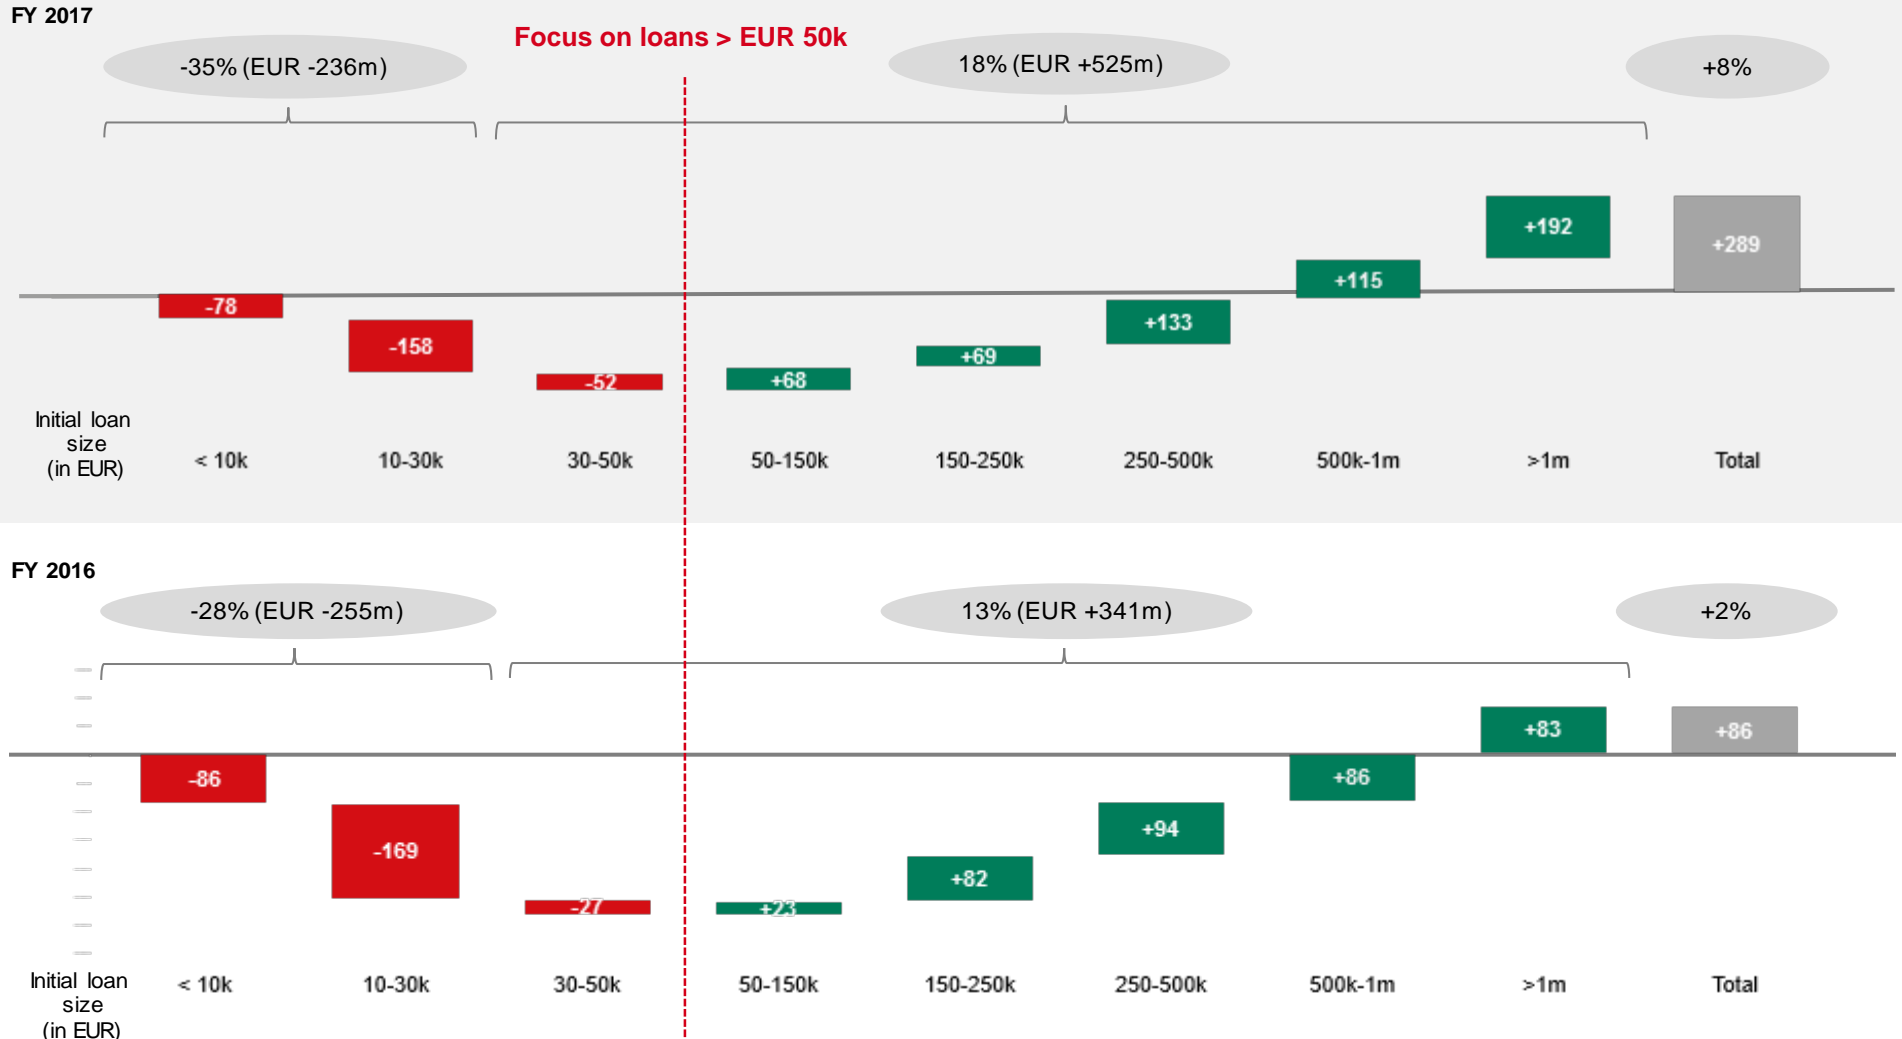 FY 2017
Focus on loans > EUR 50k
-35% (EUR -236m)
18% (EUR +525m)
+8%
-78
-158
-52
+68
+69
+133
+115
+192
+289
Initial loan
size
(in EUR)
< 10k
10-30k
30-50k
50-150k
150-250k
250-500k
500k-1m
>1m
Total
FY 2016
-28% (EUR -255m)
13% (EUR +341m)
+2%
-86
-169
-27
+23
+82
+94
+86
+83
+86
Initial loan
size
(in EUR)
< 10k
10-30k
30-50k
50-150k
150-250k
250-500k
500k-1m
>1m
Total